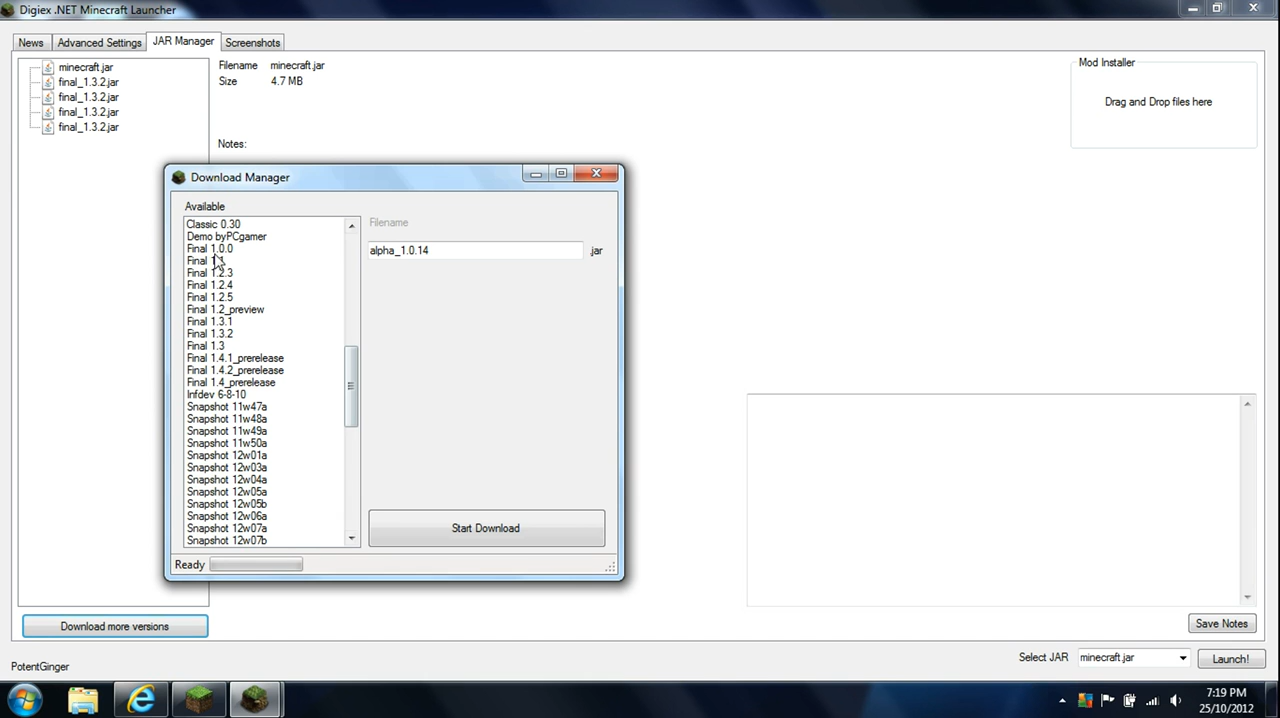 Digiex .NET Minecraft Launcher
News
Advanced Settings
JAR Manager
Screenshots
minecraft.jar
final_1.3.2.jar
final_1.3.2.jar
final_1.3.2.jar
final_1.3.2.jar
Filename minecraft.jar
Size 4.7 MB
Notes:
Mod Installer
Drag and Drop files here
Download Manager
Available
Classic 0.30
Demo byPCgamer
Final 1.0.0
Final
Final 1.2.3
Final 1.2.4
Final 1.2.5
Final 1.2_preview
Final 1.3.1
Final 1.3.2
Final 1.3
Final 1.4.1_prerelease
Final 1.4.2_prerelease
Final 1.4_prerelease
Infdev 6-8-10
Snapshot 11w47a
Snapshot 11w48a
Snapshot 11w49a
Snapshot 11w50a
Snapshot 12w01a
Snapshot 12w03a
Snapshot 12w04a
Snapshot 12w05a
Snapshot 12w05b
Snapshot 12w06a
Snapshot 12w07a
Snapshot 12w07b
Filename
alpha_1.0.14 .jar
Start Download
Ready
Download more versions
Save Notes
PotentGinger
Select JAR minecraft.jar
Launch!
7:19 PM
25/10/2012